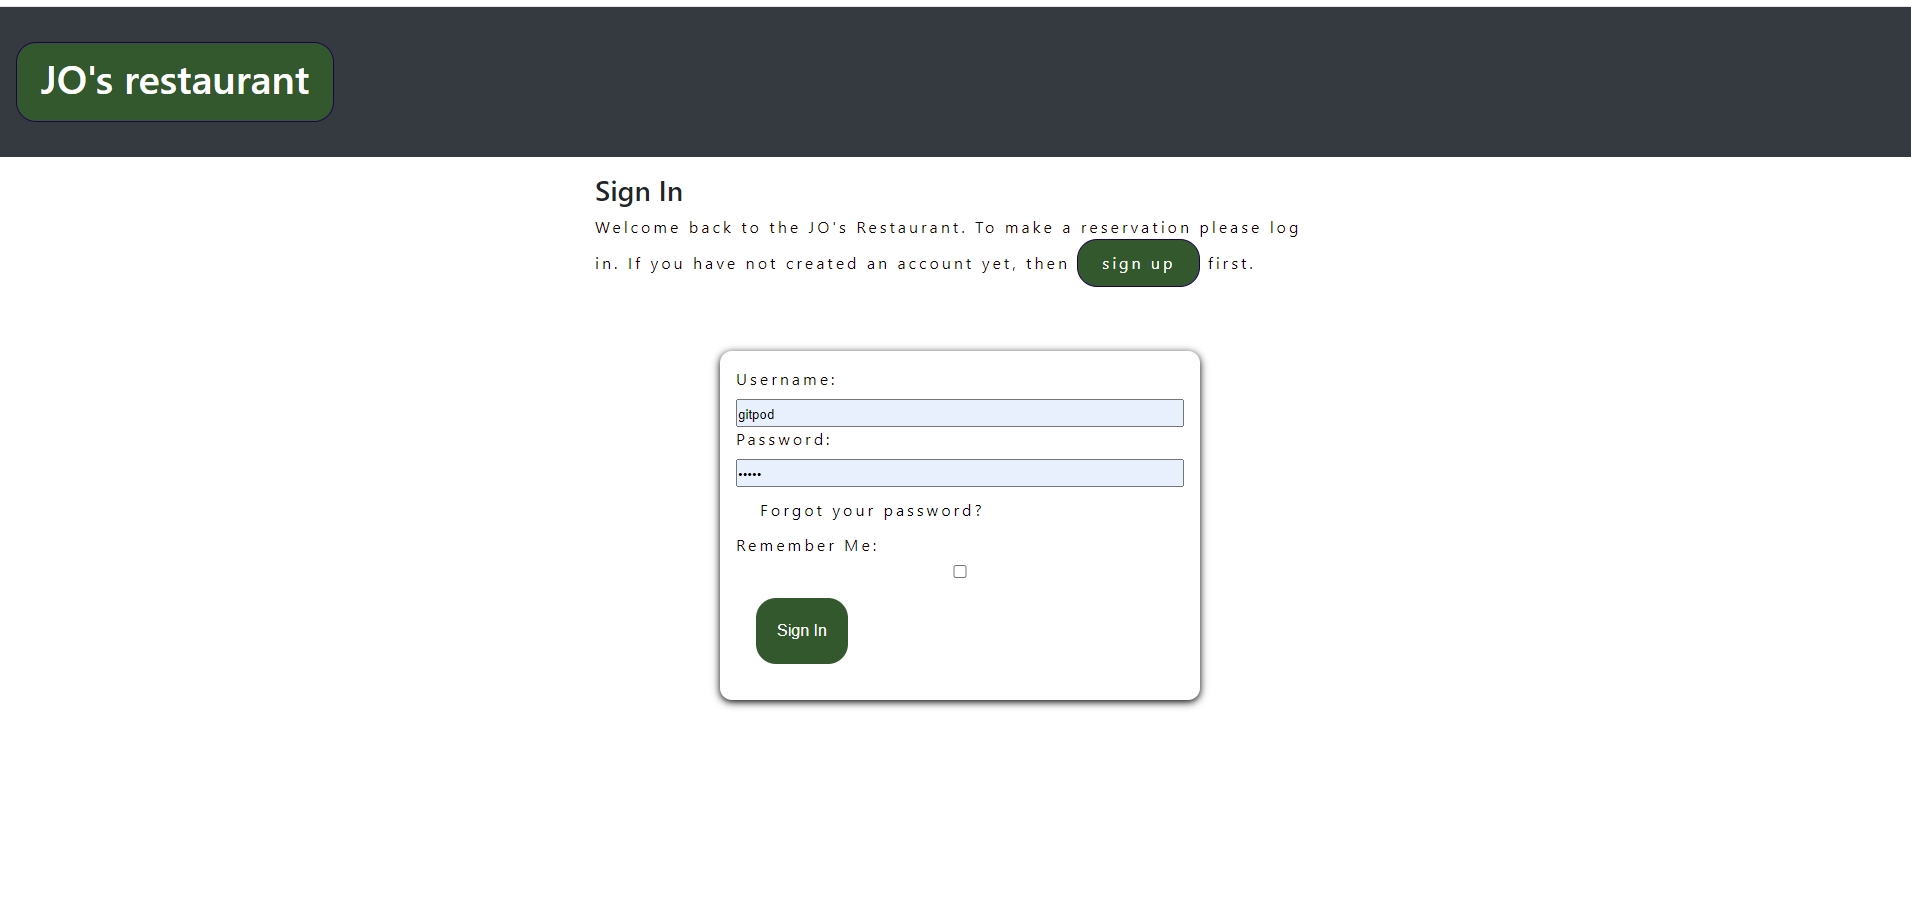 JO's restaurant
Sign In
Welcome back to the JO's Restaurant. To make a reservation please log
in. If you have not created an account yet, then sign up first.
Username:
gitpod
Password:
•••••
Forgot your password?
Remember Me:
Sign In